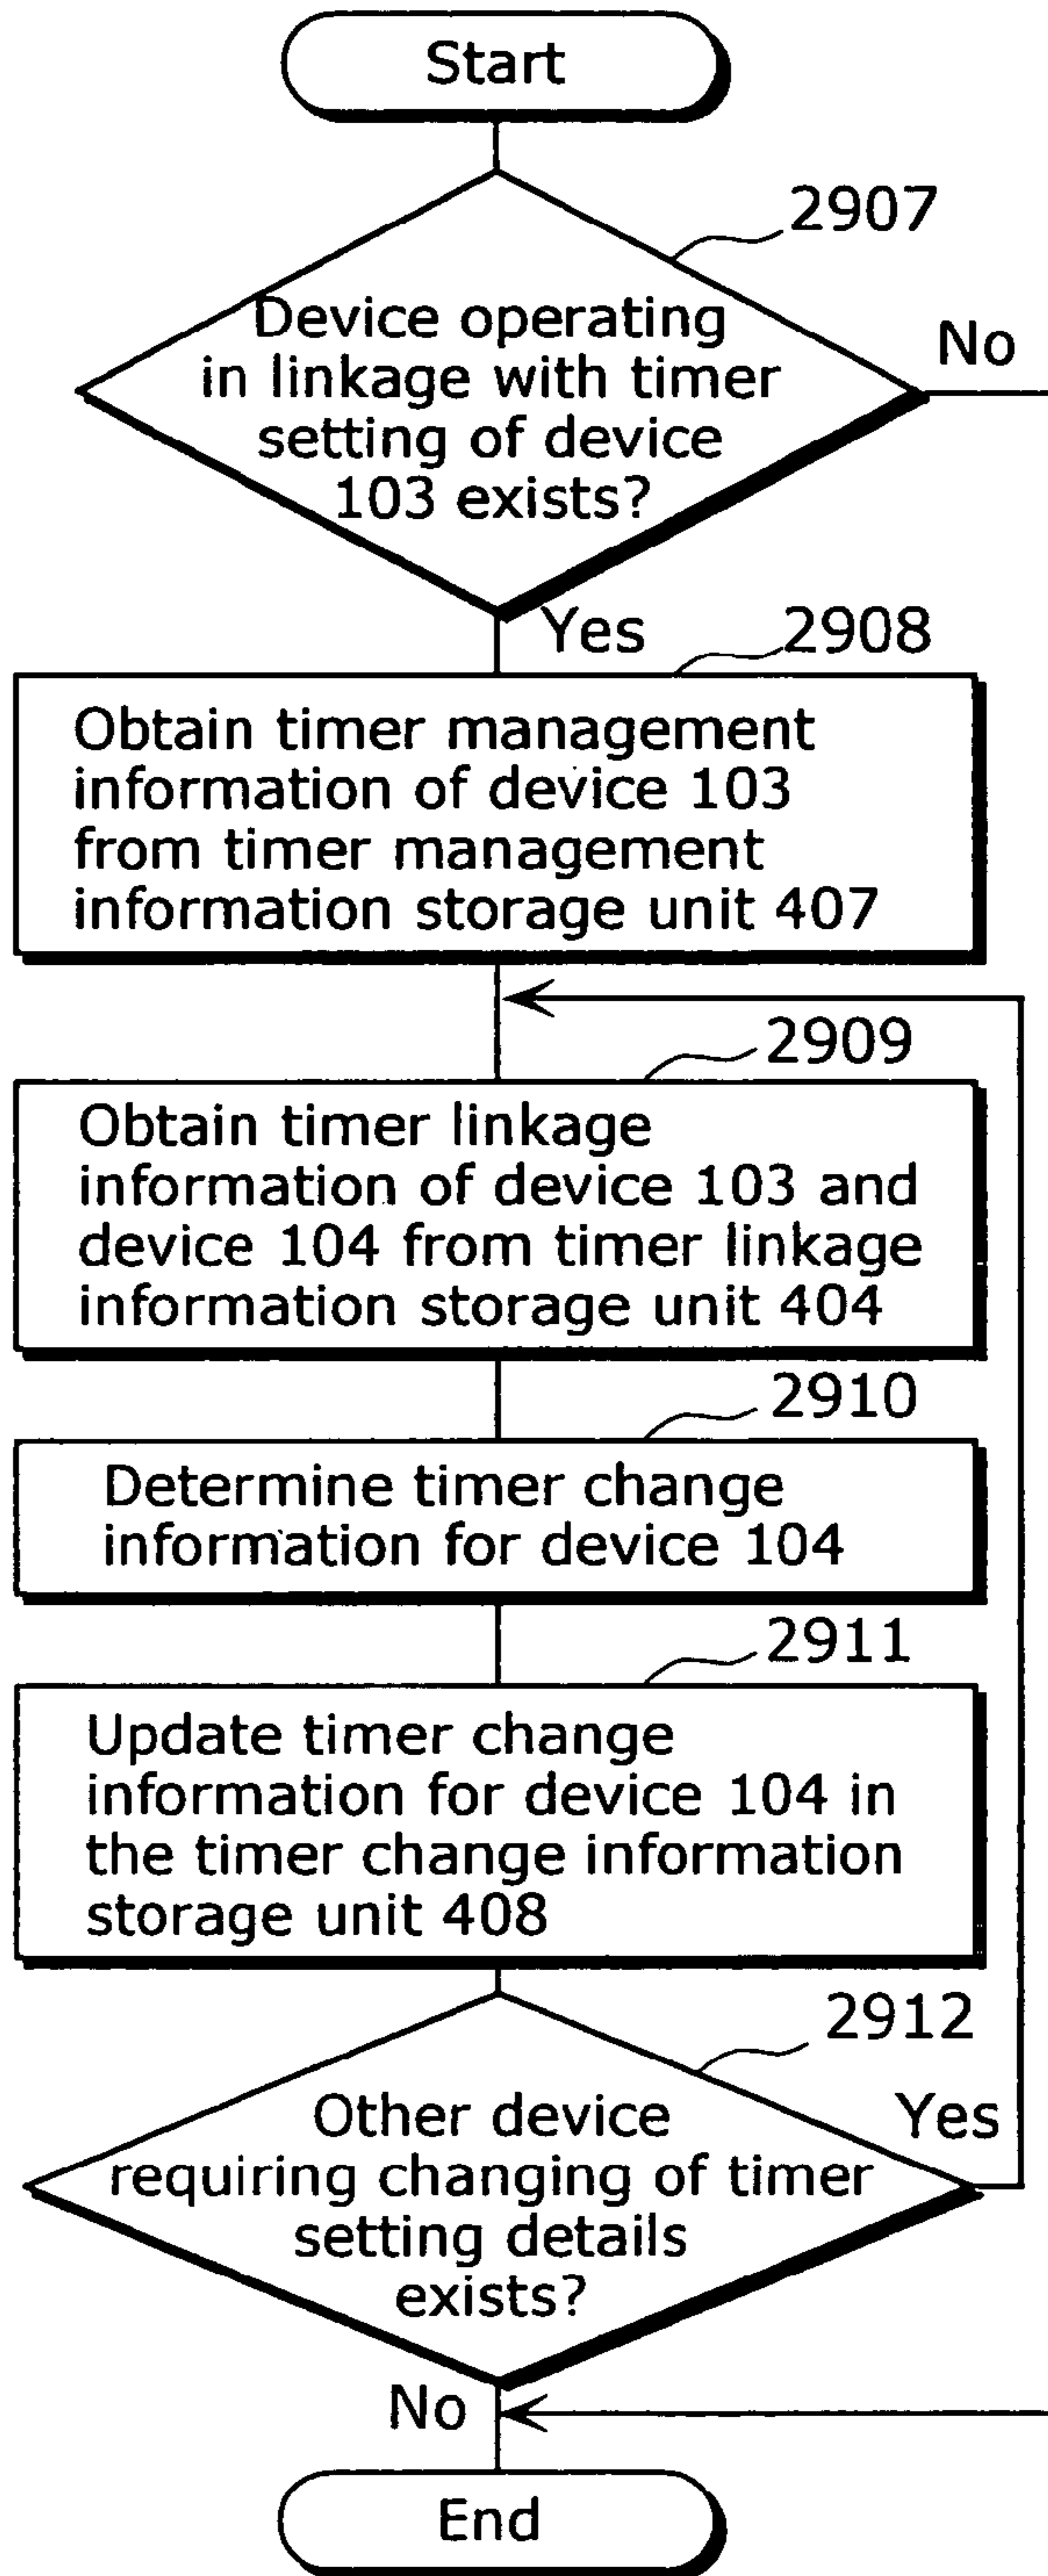 Start
2907
Device operating
in linkage with timer
setting of device
103 exists?
No
Yes
2908
Obtain timer management
information of device 103
from timer management
information storage unit 407
2909
Obtain timer linkage
information of device 103 and
device 104 from timer linkage
information storage unit 404
2910
Determine timer change
information for device 104
2911
Update timer change
information for device 104 in
the timer change information
storage unit 408
2912
Other device
requiring changing of timer
setting details
exists?
Yes
No
End